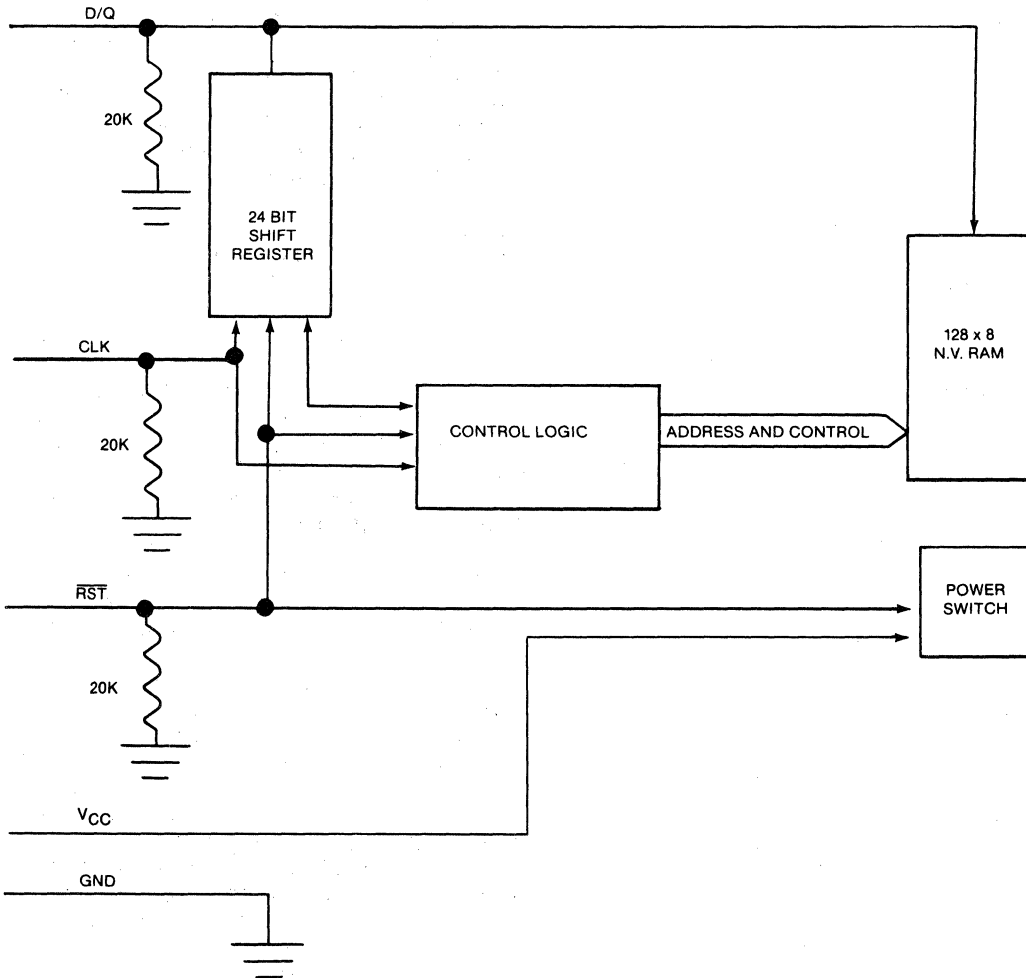 D/Q
20K
24 BIT
SHIFT
REGISTER
128 x 8
N.V. RAM
CLK
20K
CONTROL LOGIC
ADDRESS AND CONTROL
RST
POWER
SWITCH
20K
VCC
GND